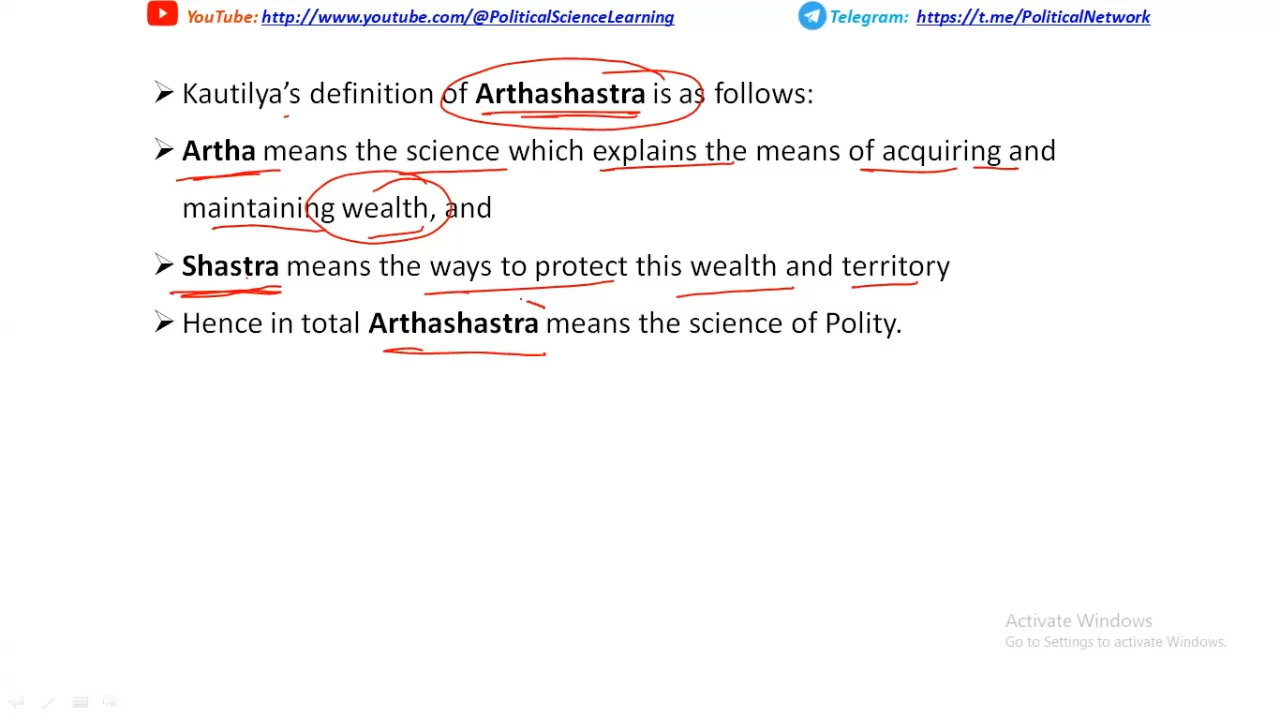 YouTube: http://www.youtube.com/@PoliticalScienceLearning Telegram: https://t.me/PoliticalNetwork
➢ Kautilya’s definition of Arthashastra is as follows:
➢ Artha means the science which explains the means of acquiring and
maintaining wealth, and
➢ Shastra means the ways to protect this wealth and territory
➢ Hence in total Arthashastra means the science of Polity.
Activate Windows
Go to Settings to activate Windows.